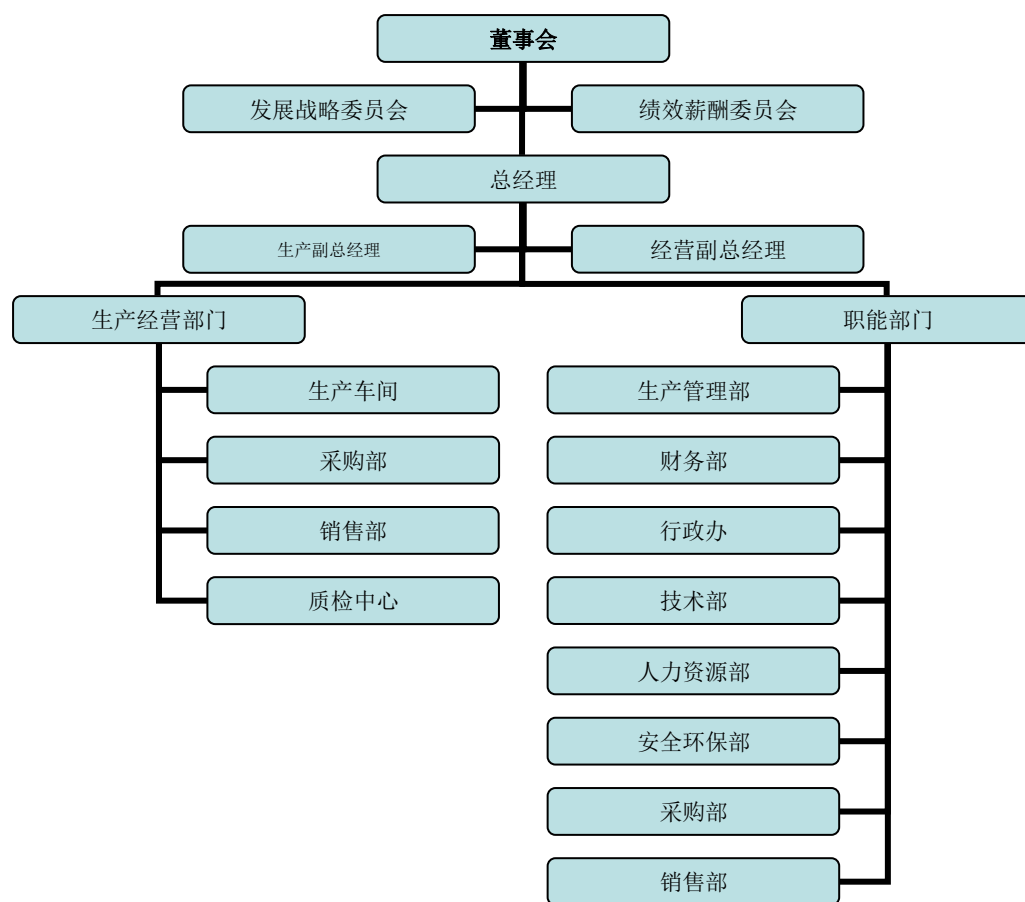 董事会
发展战略委员会
绩效薪酬委员会
总经理
生产副总经理
经营副总经理
生产经营部门
职能部门
生产车间
生产管理部
采购部
财务部
销售部
行政办
质检中心
技术部
人力资源部
安全环保部
采购部
销售部